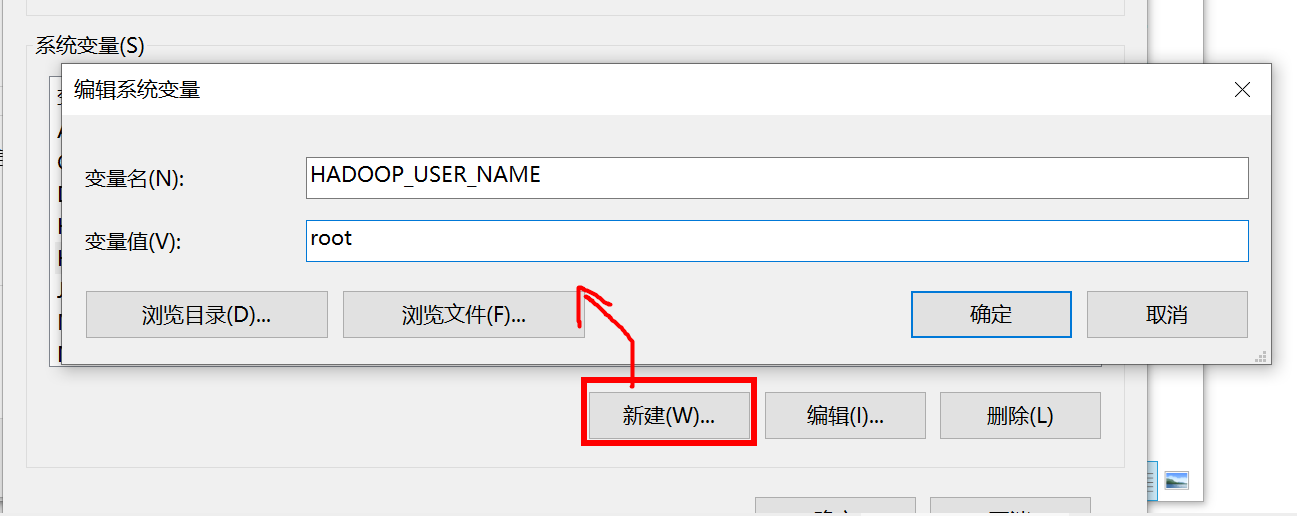 系统变量(S)
编辑系统变量
变量名(N):
HADOOP_USER_NAME
变量值(V):
root
浏览目录(D)...
浏览文件(F)...
确定
取消
新建(W)...
编辑(I)...
删除(L)